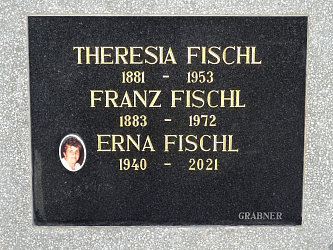 THERESIA FISCHL
1881 - 1953
FRANZ FISCHL
1883 - 1972
ERNA FISCHL
1940 - 2021
GRABNER